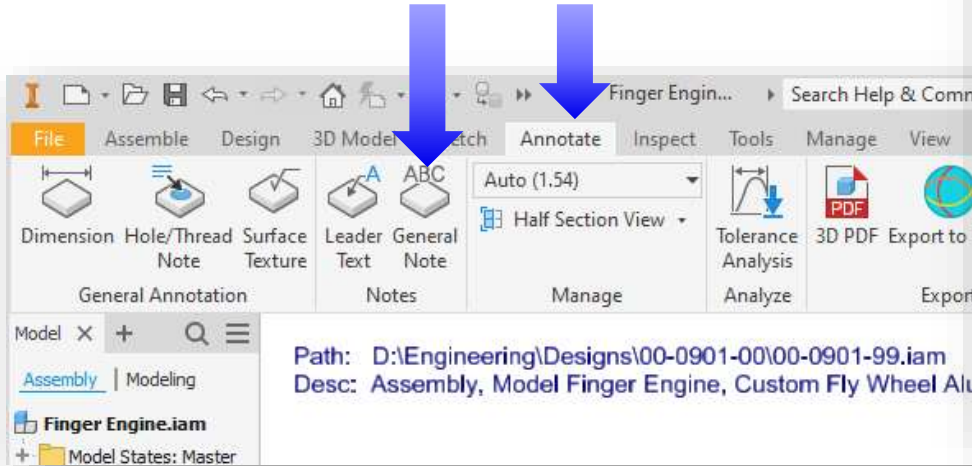 Finger Engin... Search Help & Comm
File Assemble Design 3D Model Annotate Inspect Tools Manage View
A ABC
Auto (1.54)
Half Section View
PDF
Dimension Hole/Thread Note Surface Texture Leader Text General Note Tolerance Analysis 3D PDF Export to
General Annotation Notes Manage Analyze Export
Model X +
Assembly | Modeling
Path: D:\Engineering\Designs\00-0901-00\00-0901-99.iam
Desc: Assembly, Model Finger Engine, Custom Fly Wheel Alu
Finger Engine.iam
Model States: Master